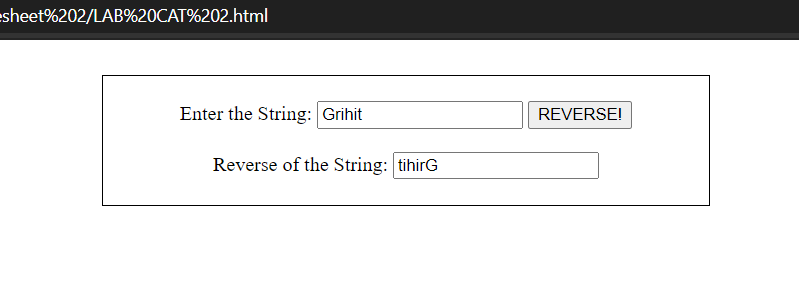 esheet%202/LAB%20CAT%202.html
Enter the String: Grihit REVERSE!
Reverse of the String: tihirG